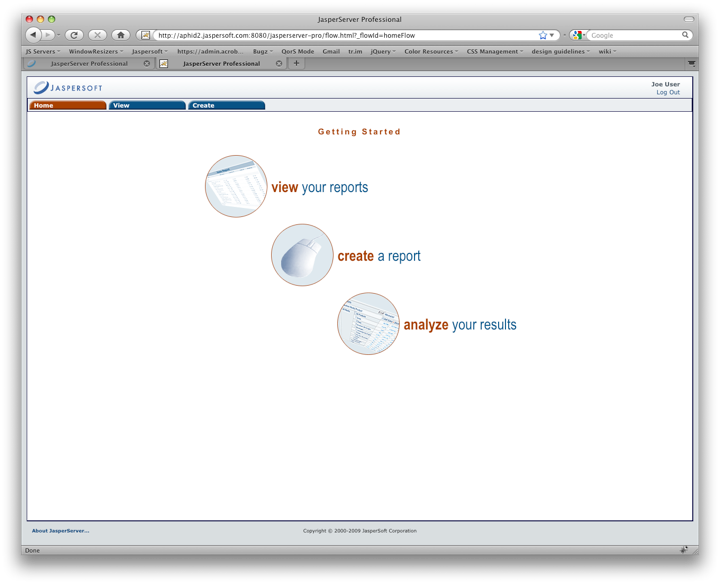 JasperServer Professional
http://aphid2.jaspersoft.com:8080/jasperserver-pro/flow.html?_flowId=homeFlow
Google
JS Servers WindowResizers Jaspersoft https://admin.acrob... Bugz QorS Mode Gmail tr.im jQuery Color Resources CSS Management design guidelines wiki
JasperServer Professional JasperServer Professional
JASPERSOFT
Joe User
Log Out
Home View Create
Getting Started
view your reports
create a report
analyze your results
About JasperServer... Copyright © 2000-2009 JasperSoft Corporation
Done